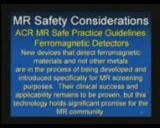 MR Safety Considerations
ACR MR Safe Practice Guidelines:
Ferromagnetic Detectors
New devices that detect ferromagnetic
materials and not other metals
are in the process of being developed and
introduced specifically for MR screening
purposes. Their clinical success and
applicability remains to be proven, but this
technology holds significant promise for the
MR community